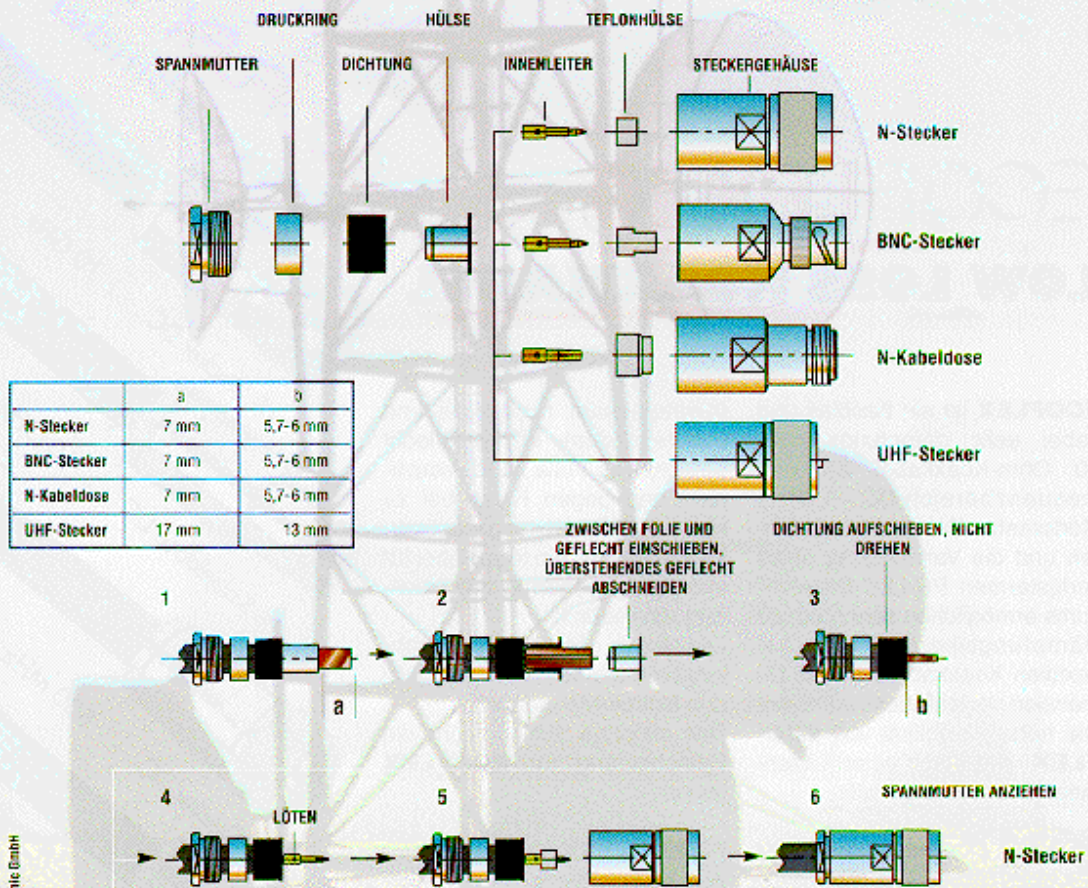 DRUCKRING HÜLSE TEFLONHÜLSE
SPANNMUTTER DICHTUNG INNENLEITER STECKERGEHÄUSE
N-Stecker
BNC-Stecker
N-Kabeldose
UHF-Stecker
a b
N-Stecker 7 mm 5,7-6 mm
BNC-Stecker 7 mm 5,7-6 mm
N-Kabeldose 7 mm 5,7-6 mm
UHF-Stecker 17 mm 13 mm
ZWISCHEN FOLIE UND
GEFLECHT EINSCHIEBEN,
ÜBERSTEHENDES GEFLECHT
ABSCHNEIDEN
DICHTUNG AUFSCHIEBEN, NICHT
DREHEN
1 2 3
a b
4 5 6
LÖTEN
SPANNMUTTER ANZIEHEN
N-Stecker
GmbH